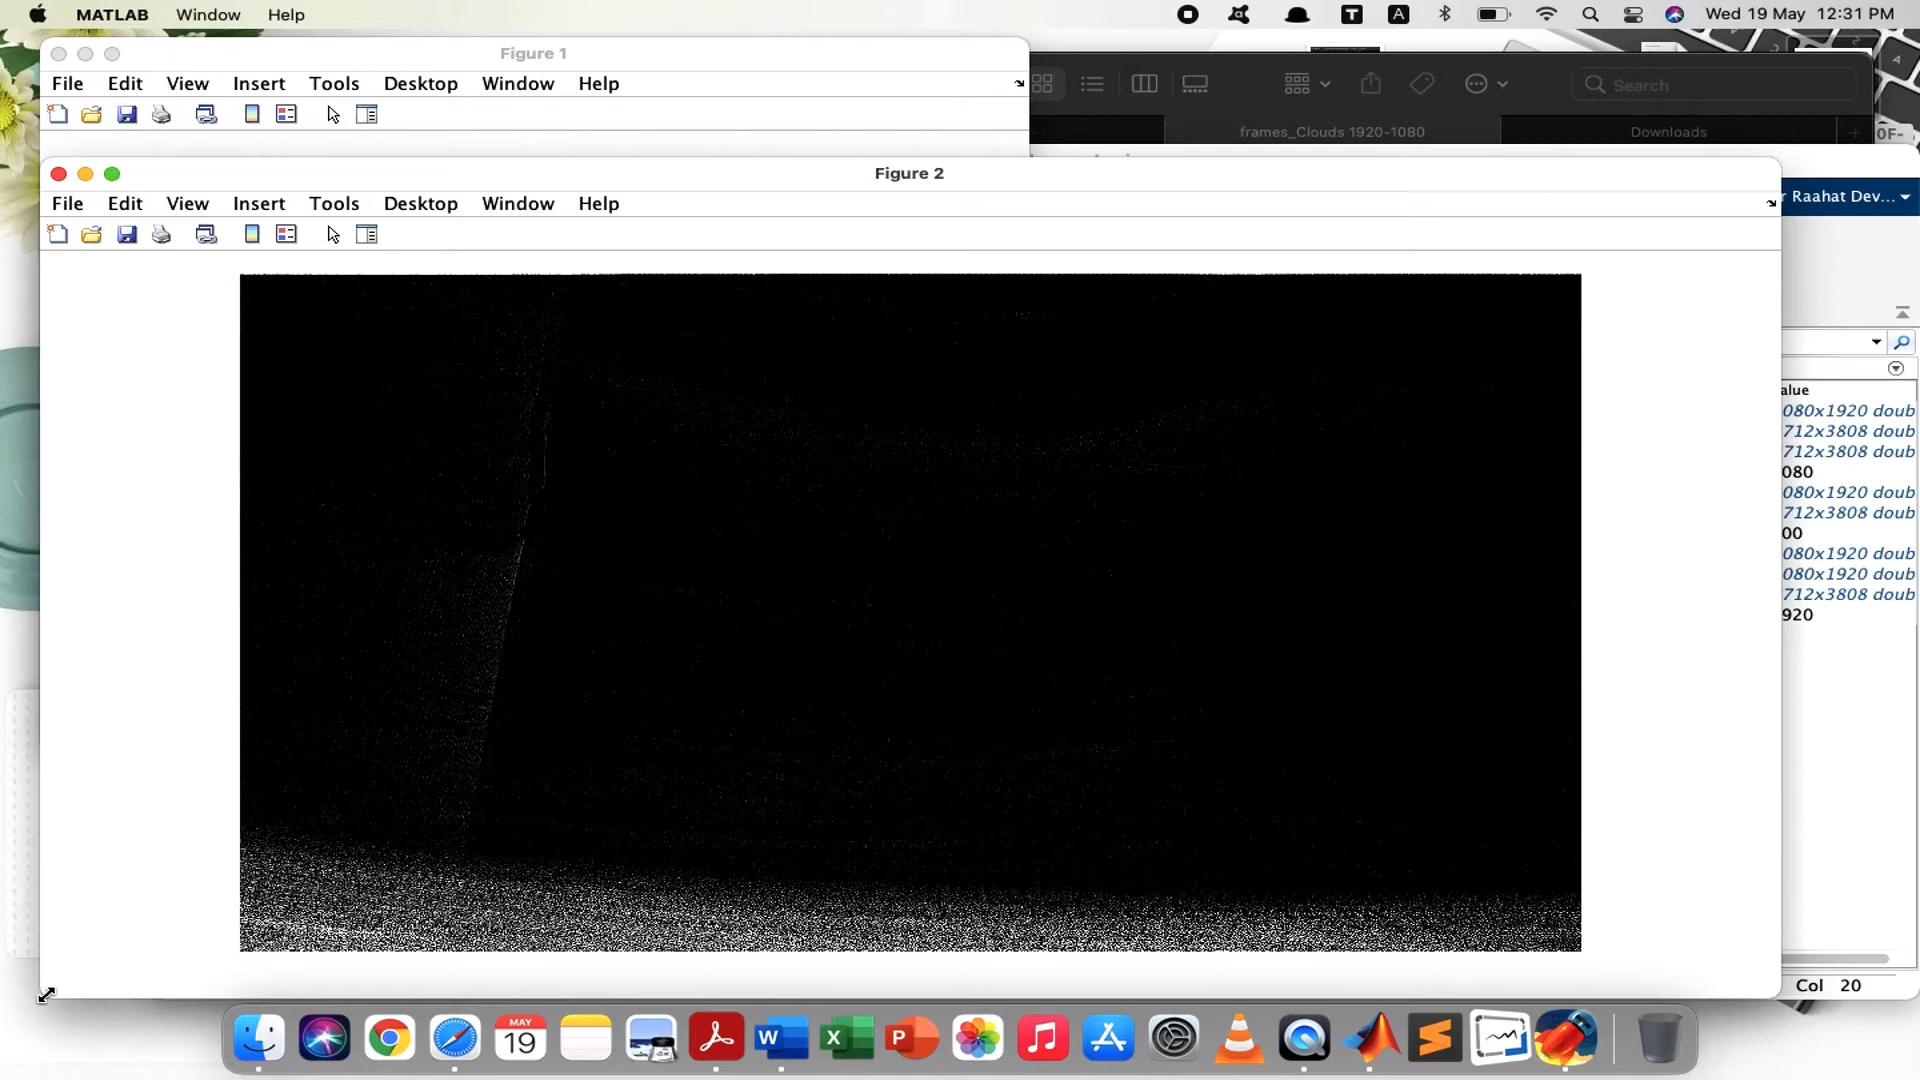 MATLAB Window Help
T A Wed 19 May 12:31 PM
Figure 1
File Edit View Insert Tools Desktop Window Help
Search
frames_Clouds 1920-1080 Downloads
0F-
Figure 2
r Raahat Dev...
File Edit View Insert Tools Desktop Window Help
alue
080x1920 doub
712x3808 doub
712x3808 doub
080
080x1920 doub
712x3808 doub
00
080x1920 doub
080x1920 doub
712x3808 doub
920
Col 20
MAY
19
W X P